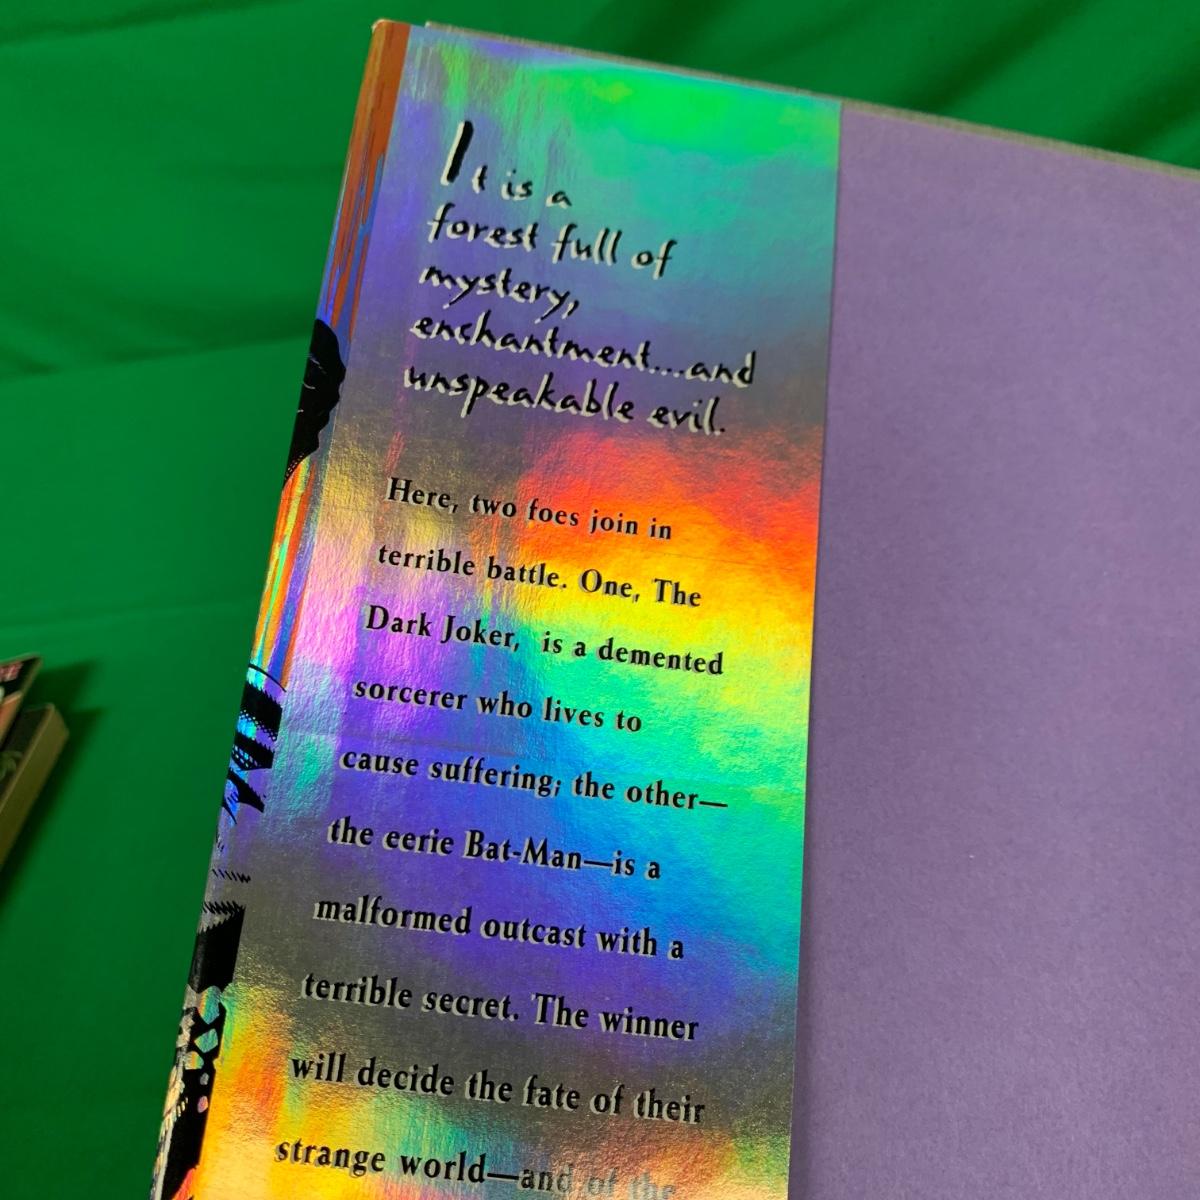 It is a
forest full of
mystery,
enchantment...and
unspeakable evil.
Here, two foes join in
terrible battle. One, The
Dark Joker, is a demented
sorcerer who lives to
cause suffering; the other—
the eerie Bat-Man—is a
malformed outcast with a
terrible secret. The winner
will decide the fate of their
strange world—and of the